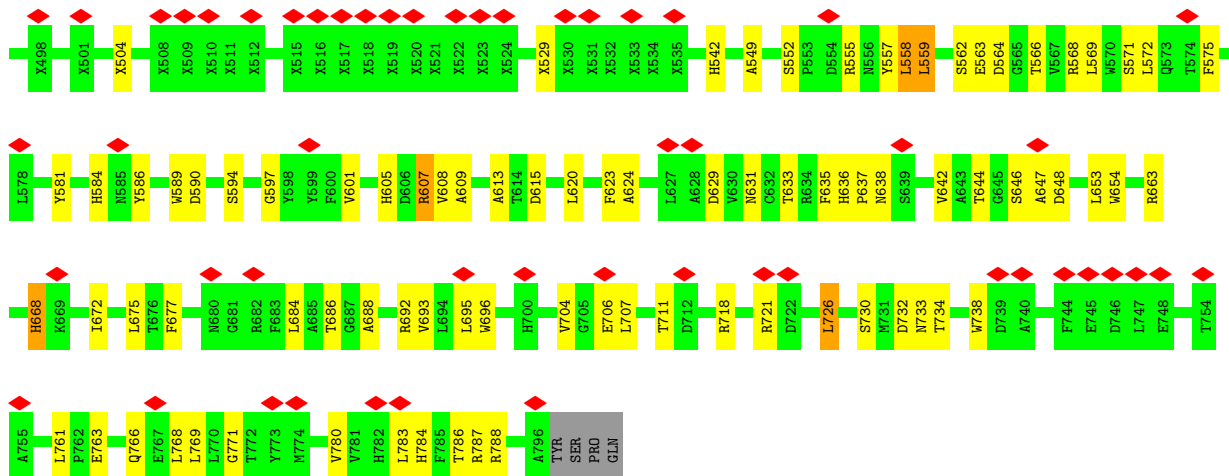 X498 X501 X504 X508 X509 X510 X511 X512 X515 X516 X517 X518 X519 X520 X521 X522 X523 X524 X529 X530 X531 X532 X533 X534 X535 H542 A549 S552 P553 D554 R555 N556 Y557 L558 L559 S562 E563 D564 G565 T566 V567 R568 L569 W570 S571 L572 Q573 T574 F575
L578 Y581 H584 N585 Y586 W589 D590 S594 G597 Y598 Y599 F600 V601 H605 D606 R607 V608 A609 A613 T614 D615 L620 F623 A624 L627 A628 D629 V630 N631 C632 T633 R634 F635 H636 P637 N638 S639 V642 A643 T644 G645 S646 A647 D648 L653 W654 R663
H668 K669 I672 L675 T676 F677 N680 G681 R682 F683 L684 A685 T686 G687 A688 R692 V693 L694 L695 W696 H700 V704 G705 E706 L707 T711 D712 R718 R721 D722 L726 S730 M731 D732 N733 T734 W738 D739 A740 F744 E745 D746 L747 E748 T754
A755 L761 P762 E763 Q766 E767 L768 L769 L770 G771 T772 Y773 M774 V780 V781 H782 L783 H784 F785 T786 R787 R788 A796 TYR SER PRO GLN